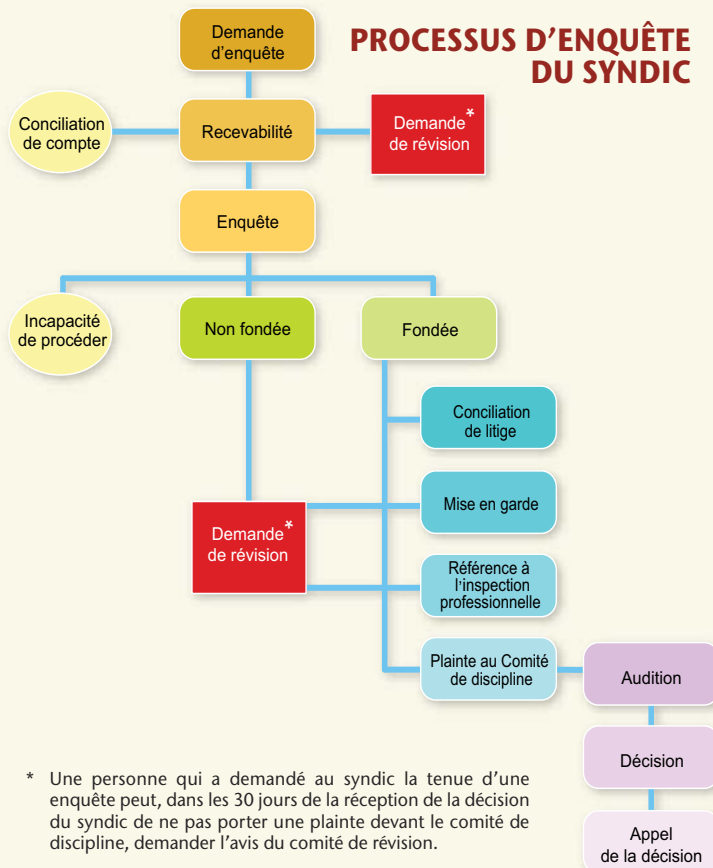 PROCESSUS D'ENQUÊTE
DU SYNDIC
Demande
d'enquête
Conciliation
de compte
Recevabilité
Demande*
de révision
Enquête
Incapacité
de procéder
Non fondée
Fondée
Conciliation
de litige
Mise en garde
Demande*
de révision
Référence à
l'inspection
professionnelle
Plainte au Comité
de discipline
Audition
Décision
Appel
de la décision
* Une personne qui a demandé au syndic la tenue d'une
enquête peut, dans les 30 jours de la réception de la décision
du syndic de ne pas porter une plainte devant le comité de
discipline, demander l'avis du comité de révision.